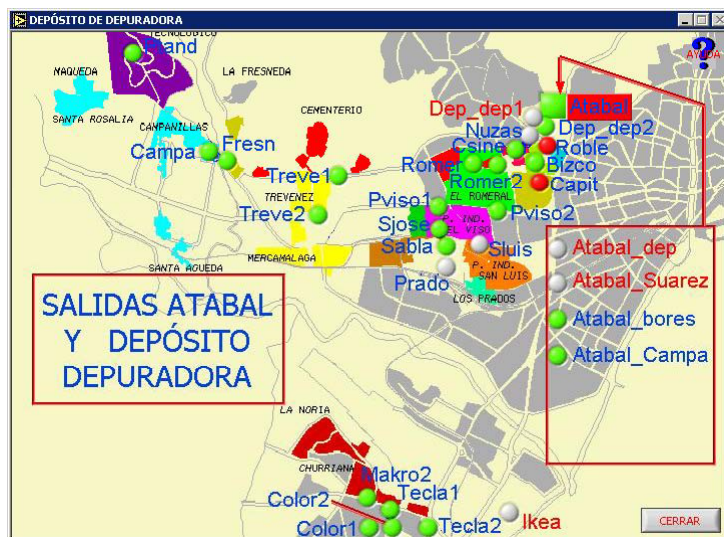 DEPÓSITO DE DEPURADORA
TECNOLOGICO
Pland
?
AYUDA
MAQUEDA
LA FRESNEDA
CEMENTERIO
Dep_dep1
Atabal
SANTA ROSALIA
CAMPANILLAS
Nuzas
Dep_dep2
Campa
Fresn
Csine
Roble
Treve1
Romer
Bizco
Romer2
Capit
TREVENEZ
EL ROMERAL
Treve2
Pviso1
Pviso2
P. IND.
EL VISO
Sjose
Sabla
Sluis
Atabal_dep
MERCAMALAGA
SANTA AGUEDA
Prado
P. IND.
SAN LUIS
Atabal_Suarez
LOS PRADOS
SALIDAS ATABAL
Y DEPÓSITO
DEPURADORA
Atabal_bores
Atabal_Campa
LA NORIA
CHURRIANA
Makro2
Color2
Tecla1
Color1
Tecla2
Ikea
CERRAR